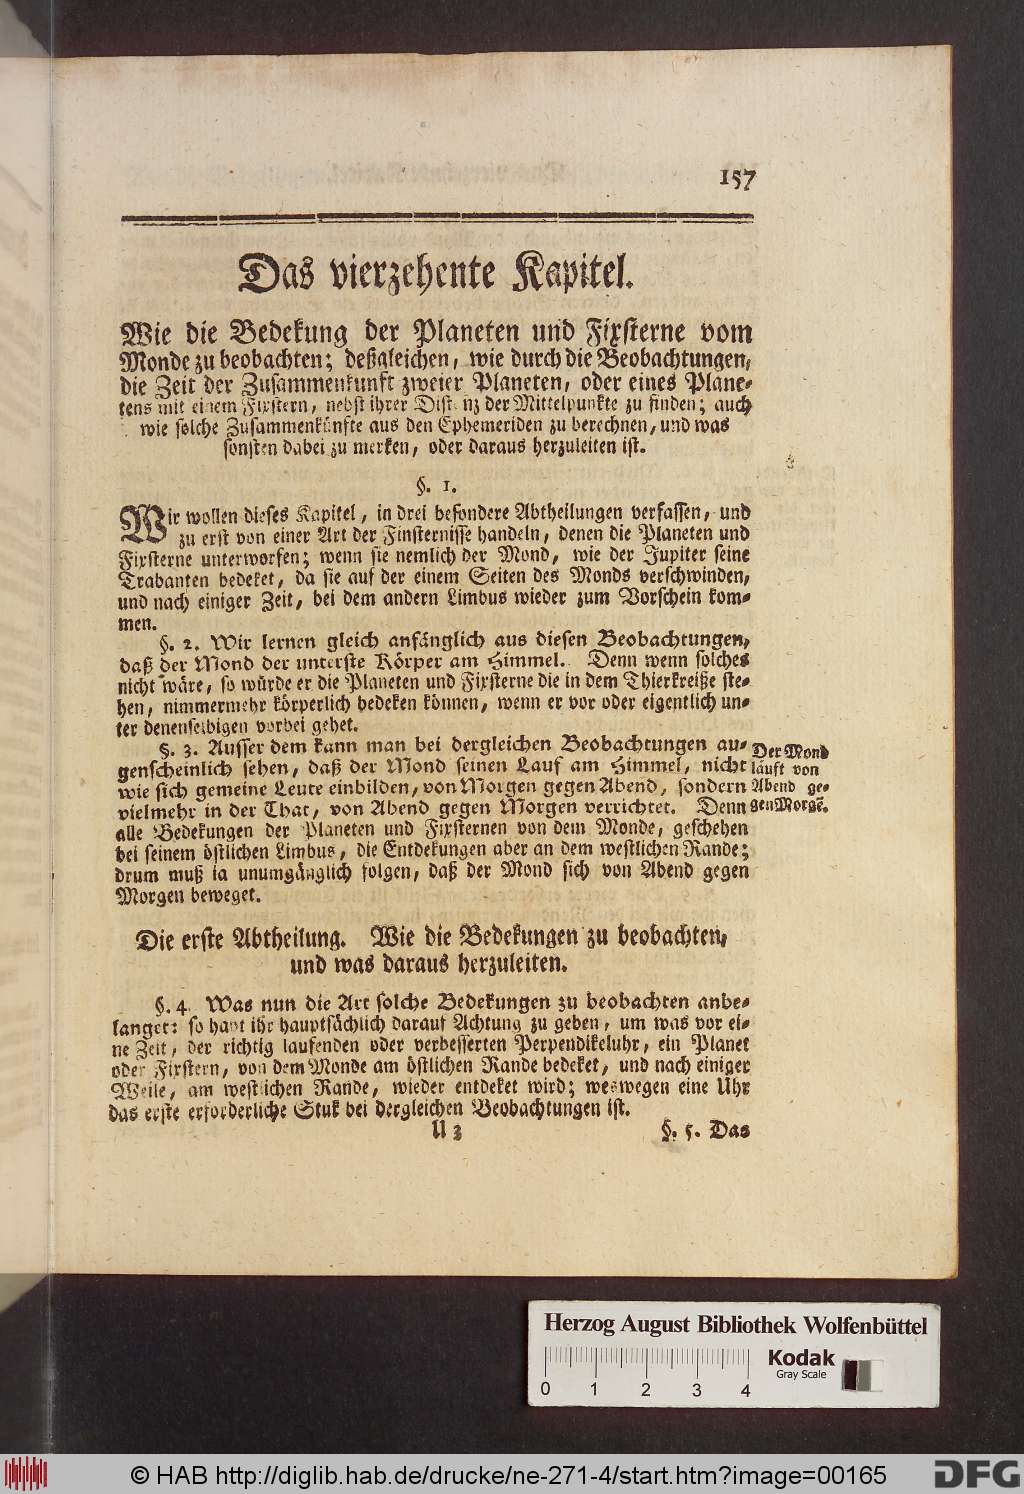 157
Das vierzehente Kapitel.
Wie die Bedekung der Planeten und Fixsterne vom
Monde zu beobachten; deßgleichen, wie durch die Beobachtungen,
die Zeit der Zusammenkunft zweier Planeten, oder eines Plane-
tens mit einem Fixstern, nebst ihrer Distanz der Mittelpunkte zu finden; auch
wie solche Zusammenkünfte aus den Ephemeriden zu berechnen, und was
sonsten dabei zu merken, oder daraus herzuleiten ist.
§. 1.
Wir wollen dieses Kapitel, in drei besondere Abtheilungen verfassen, und
zu erst von einer Art der Finsternisse handeln, denen die Planeten und
Fixsterne unterworfen; wenn sie nemlich der Mond, wie der Jupiter seine
Trabanten bedeket, da sie auf der einem Seiten des Monds verschwinden,
und nach einiger Zeit, bei dem andern Limbus wieder zum Vorschein kom-
men.
§. 2. Wir lernen gleich anfänglich aus diesen Beobachtungen,
daß der Mond der unterste Körper am Himmel. Denn wenn solches
nicht wäre, so würde er die Planeten und Fixsterne die in dem Thierkreiße ste-
hen, nimmermehr körperlich bedeken können, wenn er vor oder eigentlich un-
ter denenselbigen vorbei gehet.
§. 3. Ausser dem kann man bei dergleichen Beobachtungen au-
genscheinlich sehen, daß der Mond seinen Lauf am Himmel, nicht
wie sich gemeine Leute einbilden, von Morgen gegen Abend, sondern
vielmehr in der That, von Abend gegen Morgen verrichtet. Denn
alle Bedekungen der Planeten und Fixsternen von dem Monde, geschehen
bei seinem östlichen Limbus, die Entdekungen aber an dem westlichen Rande;
drum muß ia unumgänglich folgen, daß der Mond sich von Abend gegen
Morgen beweget.
Der Mond
läuft von
Abend ge-
gen Morgē.
Die erste Abtheilung. Wie die Bedekungen zu beobachten,
und was daraus herzuleiten.
§. 4. Was nun die Art solche Bedekungen zu beobachten anbe-
langet: so habt ihr hauptsächlich darauf Achtung zu geben, um was vor ei-
ne Zeit, der richtig laufenden oder verbesserten Perpendikeluhr, ein Planet
oder Fixstern, von dem Monde am östlichen Rande bedeket, und nach einiger
Weile, am westlichen Rande, wieder entdeket wird; weswegen eine Uhr
das erste erforderliche Stuk bei dergleichen Beobachtungen ist.
U 3
§. 5. Das
Herzog August Bibliothek Wolfenbüttel
0 1 2 3 4
Kodak
Gray Scale
© HAB http://diglib.hab.de/drucke/ne-271-4/start.htm?image=00165
DFG